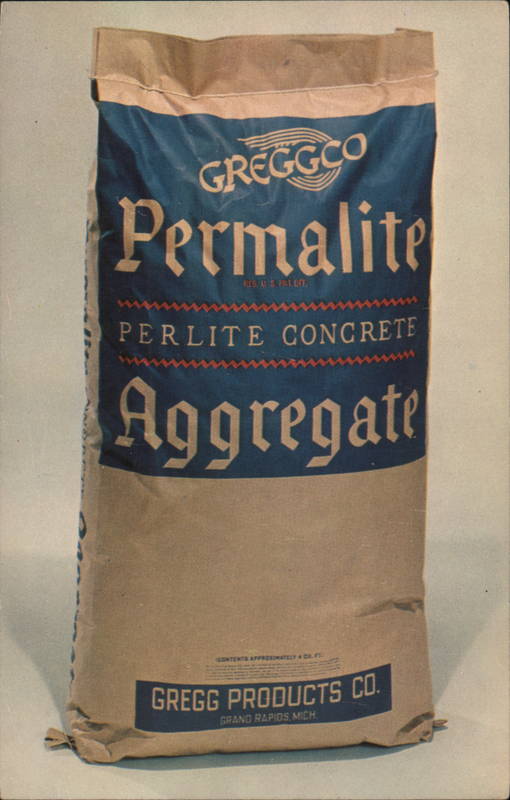 GREGGCO
Permalite
REG. U.S. PAT. OFF.
PERLITE CONCRETE
Aggregate
CONTENTS APPROXIMATELY 4 CU. FT.
GREGG PRODUCTS CO.
GRAND RAPIDS, MICH.